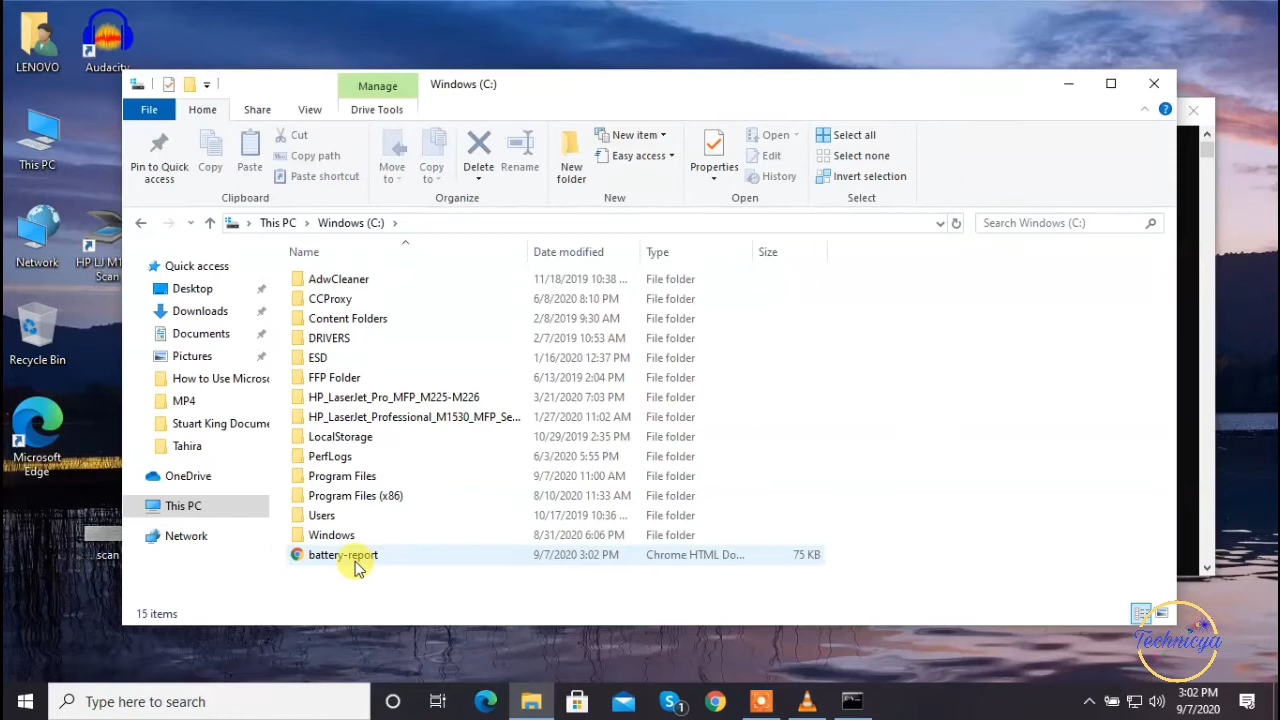 LENOVO
Audacity
This PC
Network
HP LJ M1
Scan
Recycle Bin
Microsoft
Edge
scan
Manage
Windows (C:)
File
Home
Share
View
Drive Tools
Pin to Quick
access
Copy
Paste
Cut
Copy path
Paste shortcut
Clipboard
Move
to
Copy
to
Delete
Rename
Organize
New
folder
New item
Easy access
New
Properties
Open
Edit
History
Open
Select all
Select none
Invert selection
Select
This PC
Windows (C:)
Search Windows (C:)
Quick access
Desktop
Downloads
Documents
Pictures
How to Use Microso
MP4
Stuart King Docume
Tahira
OneDrive
This PC
Network
Name Date modified Type Size
AdwCleaner 11/18/2019 10:38 ... File folder
CCProxy 6/8/2020 8:10 PM File folder
Content Folders 2/8/2019 9:30 AM File folder
DRIVERS 2/7/2019 10:53 AM File folder
ESD 1/16/2020 12:37 PM File folder
FFP Folder 6/13/2019 2:04 PM File folder
HP_LaserJet_Pro_MFP_M225-M226 3/21/2020 7:03 PM File folder
HP_LaserJet_Professional_M1530_MFP_Se... 1/27/2020 11:02 AM File folder
LocalStorage 10/29/2019 2:35 PM File folder
PerfLogs 6/3/2020 5:55 PM File folder
Program Files 9/7/2020 11:00 AM File folder
Program Files (x86) 8/10/2020 11:33 AM File folder
Users 10/17/2019 10:36 ... File folder
Windows 8/31/2020 6:06 PM File folder
battery-report 9/7/2020 3:02 PM Chrome HTML Do... 75 KB
15 items
Technicya
Type here to search
1
3:02 PM
9/7/2020